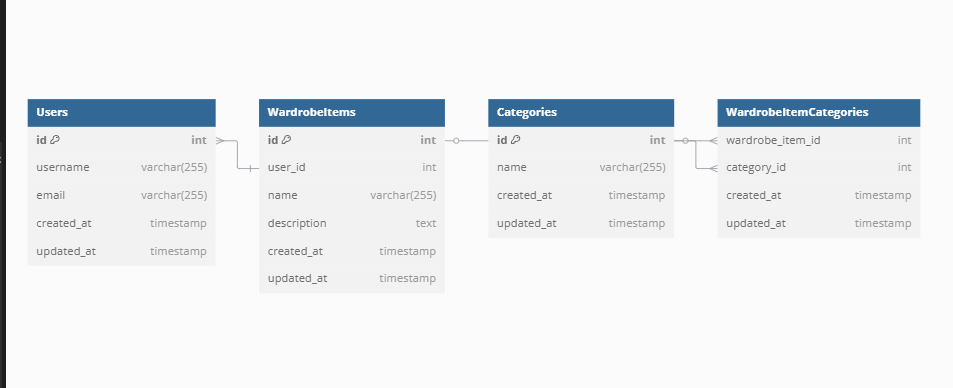 Users
id int
username varchar(255)
email varchar(255)
created_at timestamp
updated_at timestamp
WardrobeItems
id int
user_id int
name varchar(255)
description text
created_at timestamp
updated_at timestamp
Categories
id int
name varchar(255)
created_at timestamp
updated_at timestamp
WardrobeItemCategories
wardrobe_item_id int
category_id int
created_at timestamp
updated_at timestamp